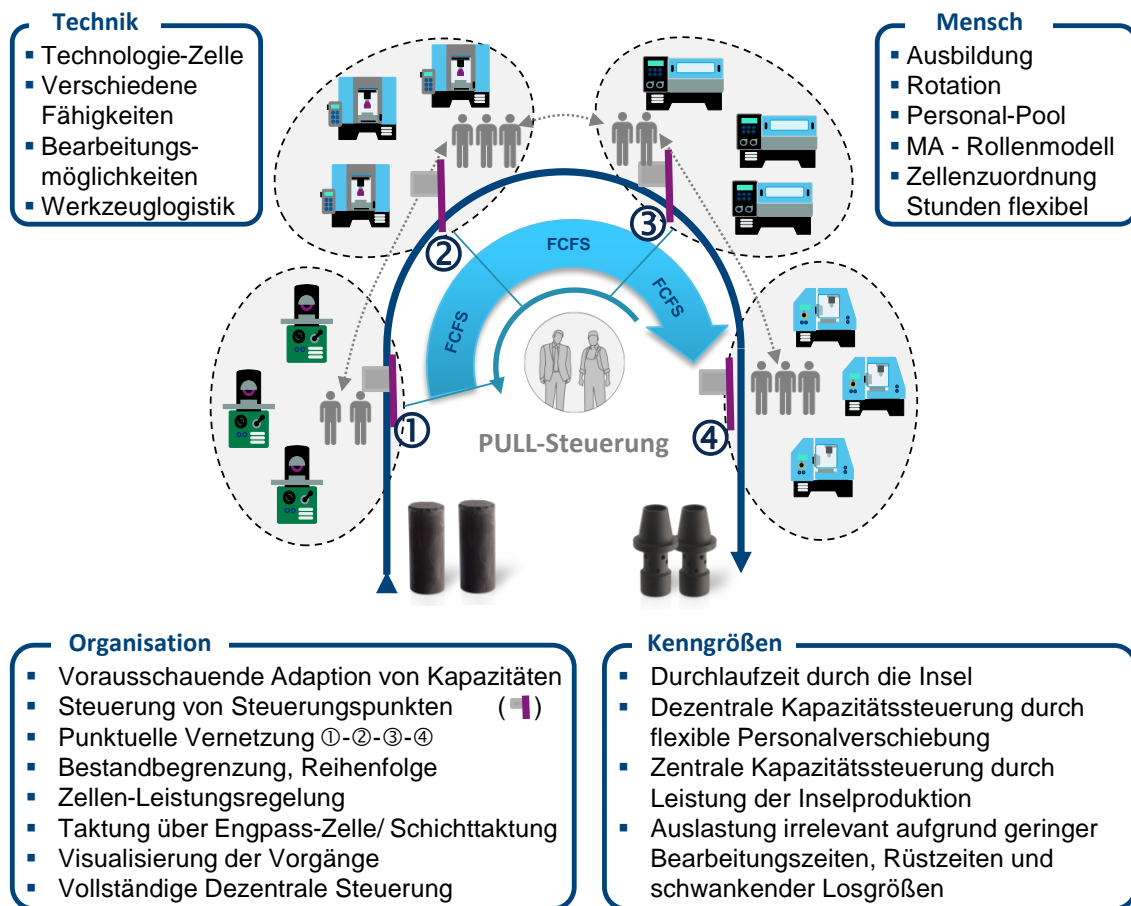 Technik
▪ Technologie-Zelle
▪ Verschiedene
Fähigkeiten
▪ Bearbeitungs-
möglichkeiten
▪ Werkzeuglogistik
Mensch
▪ Ausbildung
▪ Rotation
▪ Personal-Pool
▪ MA - Rollenmodell
▪ Zellenzuordnung
Stunden flexibel
②
③
FCFS
FCFS
FCFS
①
④
PULL-Steuerung
Organisation
▪ Vorausschauende Adaption von Kapazitäten
▪ Steuerung von Steuerungspunkten ( )
▪ Punktuelle Vernetzung ①-②-③-④
▪ Bestandbegrenzung, Reihenfolge
▪ Zellen-Leistungsregelung
▪ Taktung über Engpass-Zelle/ Schichttaktung
▪ Visualisierung der Vorgänge
▪ Vollständige Dezentrale Steuerung
Kenngrößen
▪ Durchlaufzeit durch die Insel
▪ Dezentrale Kapazitätssteuerung durch
flexible Personalverschiebung
▪ Zentrale Kapazitätssteuerung durch
Leistung der Inselproduktion
▪ Auslastung irrelevant aufgrund geringer
Bearbeitungszeiten, Rüstzeiten und
schwankender Losgrößen